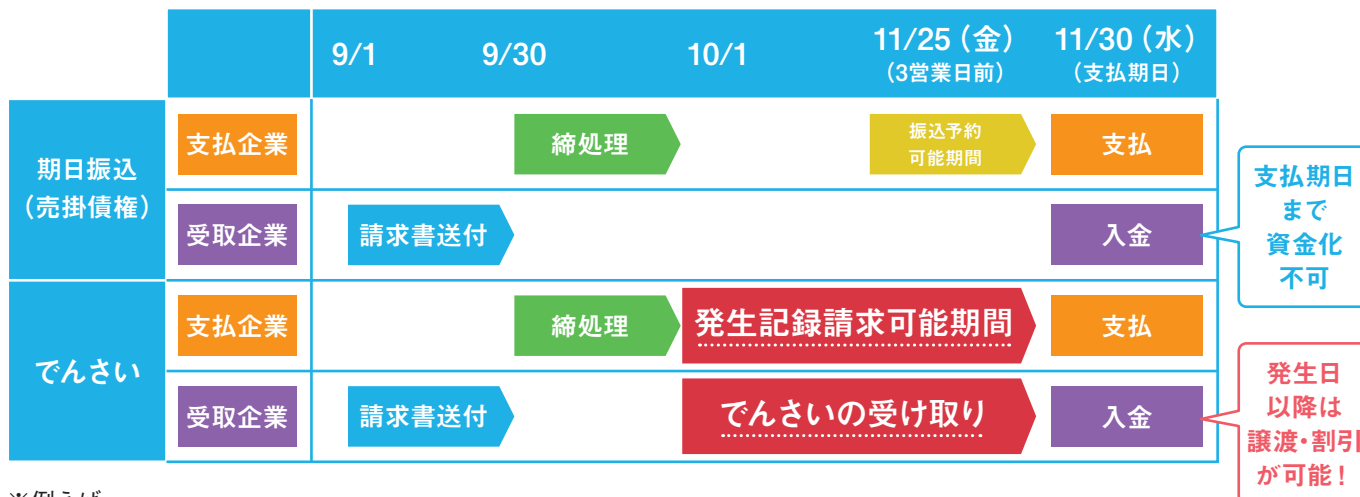 9/1
9/30
10/1
11/25（金）
（3営業日前）
11/30（水）
（支払期日）
期日振込
（売掛債権）
支払企業
締処理
振込予約
可能期間
支払
受取企業
請求書送付
入金
支払期日
まで
資金化
不可
でんさい
支払企業
締処理
発生記録請求可能期間
支払
受取企業
請求書送付
でんさいの受け取り
入金
発生日
以降は
譲渡・割引
が可能！
※例えば